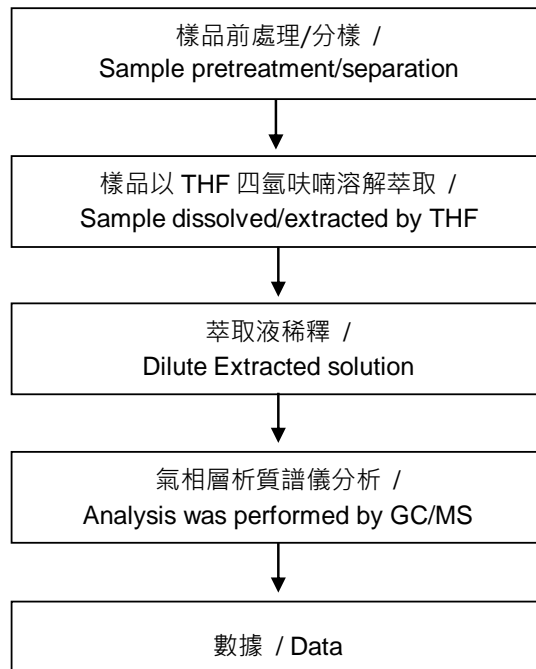 樣品前處理/分樣 /
Sample pretreatment/separation
樣品以 THF 四氫呋喃溶解萃取 /
Sample dissolved/extracted by THF
萃取液稀釋 /
Dilute Extracted solution
氣相層析質譜儀分析 /
Analysis was performed by GC/MS
數據 / Data